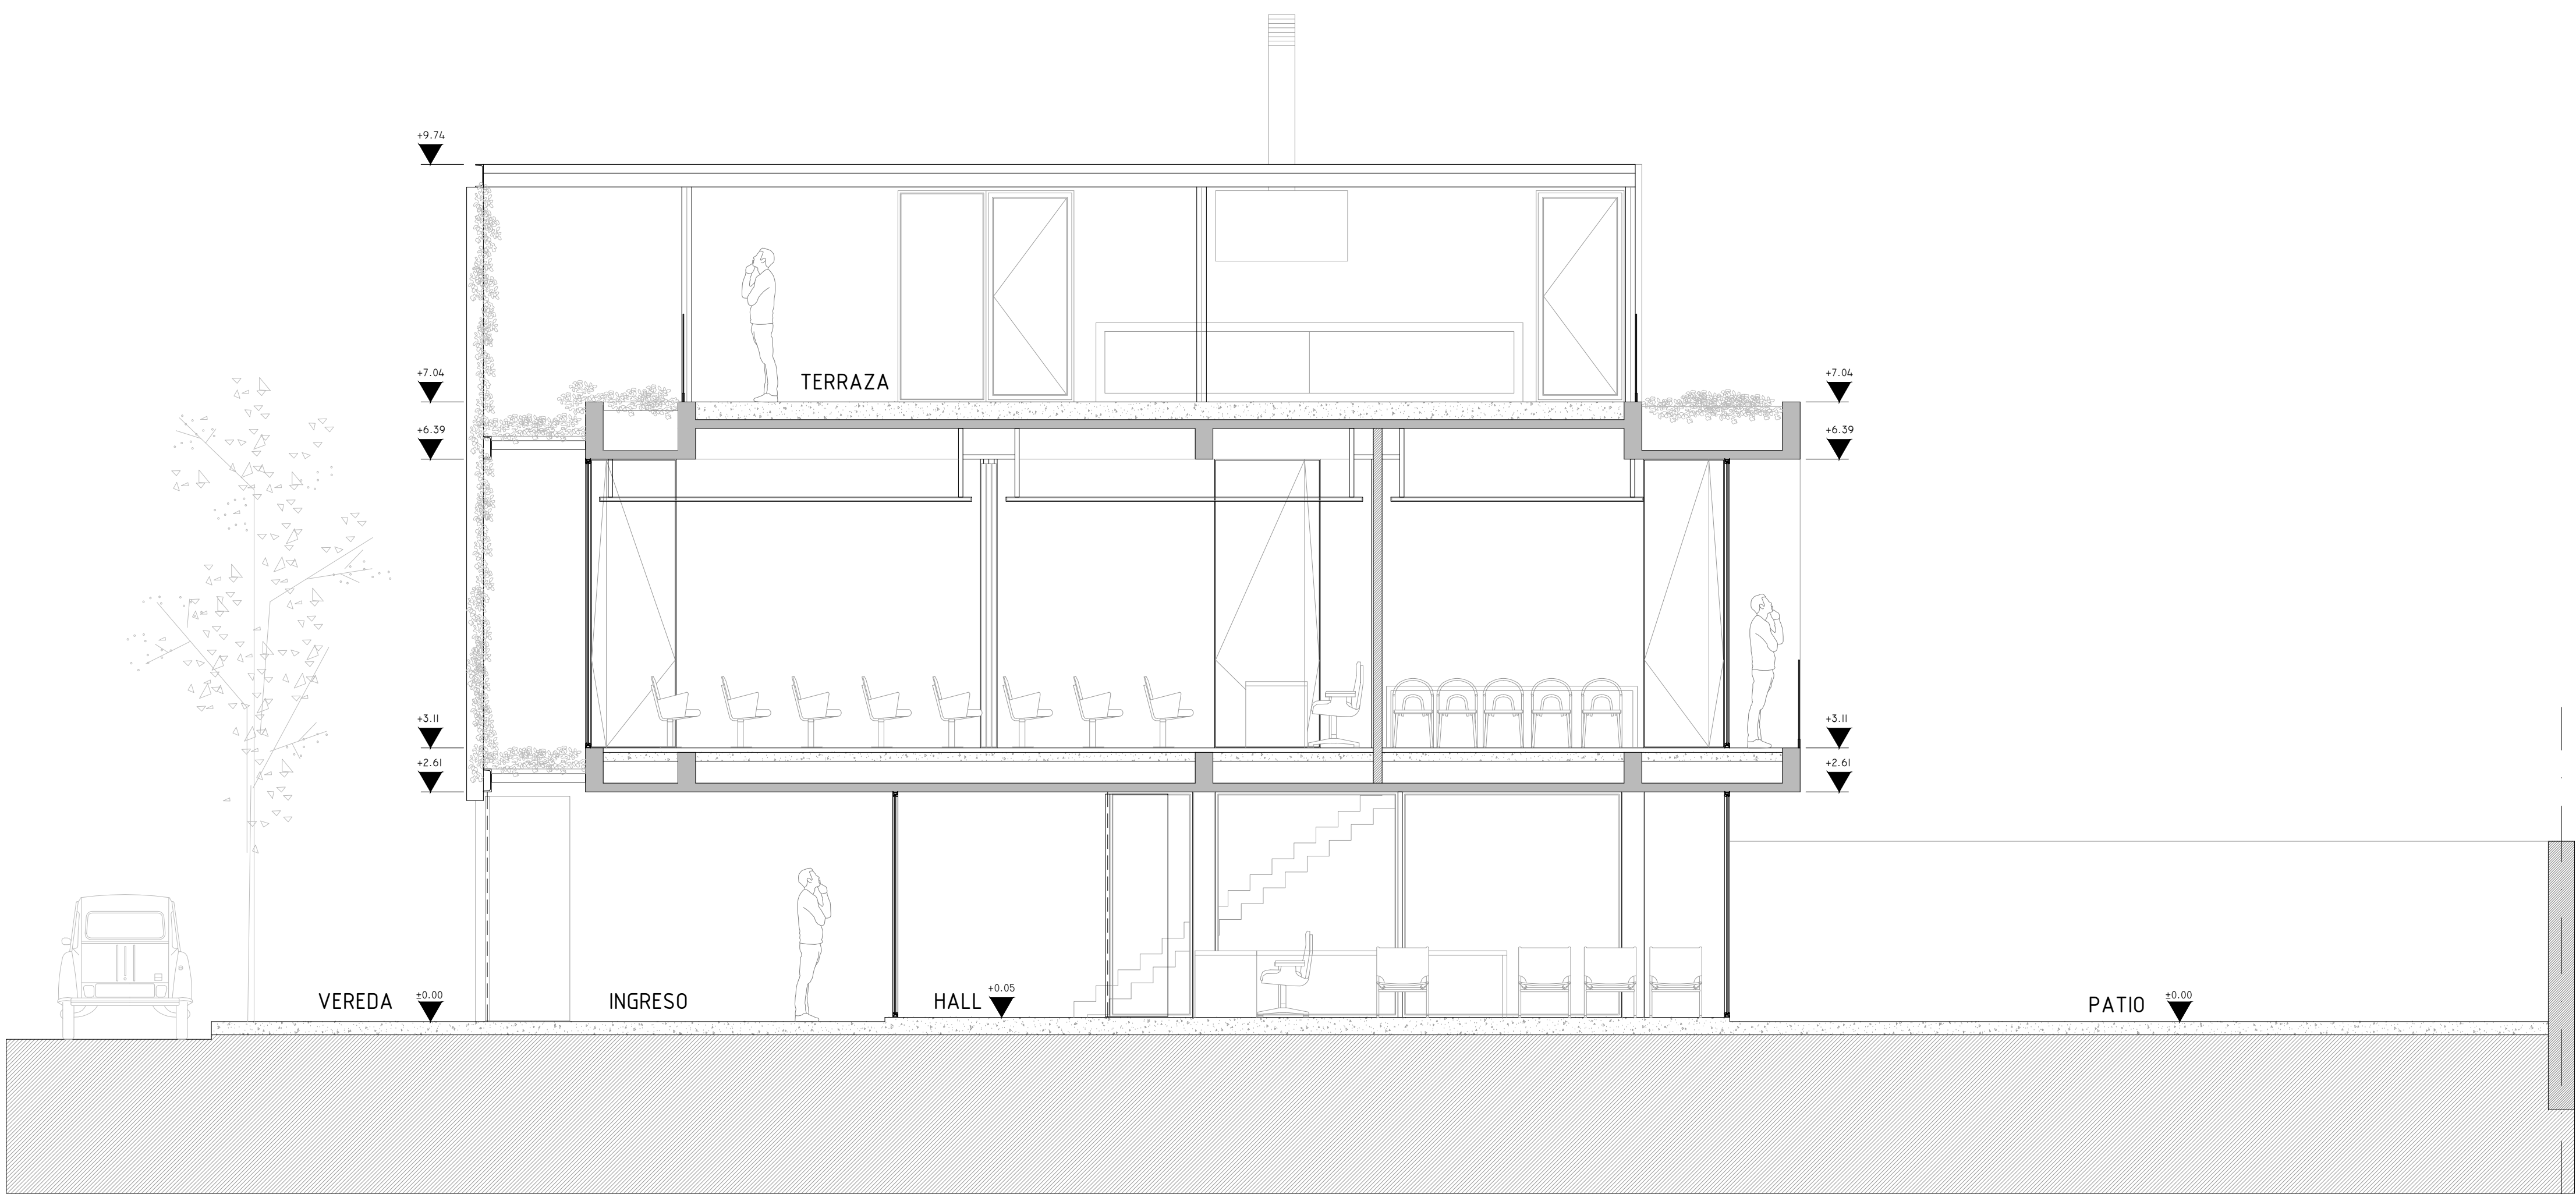 +9.74
TERRAZA
+7.04
+7.04
+6.39
+6.39
+3.11
+3.11
+2.61
+2.61
VEREDA
±0.00
INGRESO
HALL
+0.05
PATIO
±0.00